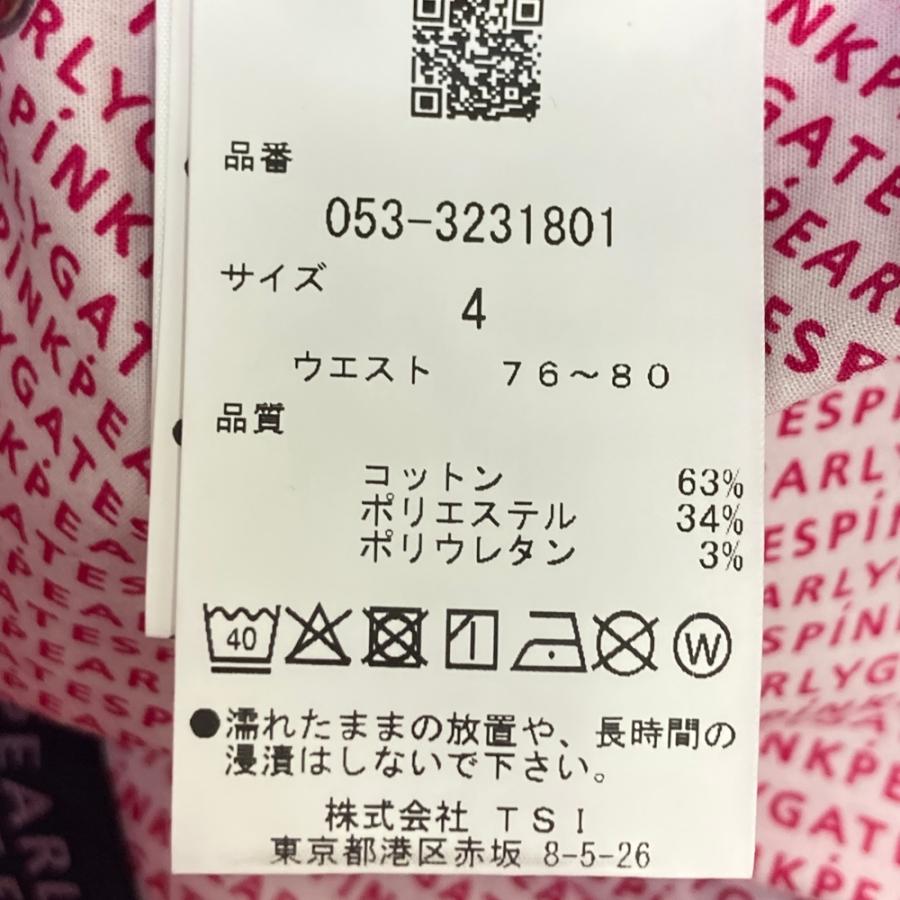 品番
053-3231801
サイズ
4
ウエスト 76~80
品質
コットン 63%
ポリエステル 34%
ポリウレタン 3%
40
W
●濡れたままの放置や、長時間の
浸漬はしないで下さい。
株式会社 TSI
東京都港区赤坂 8-5-26